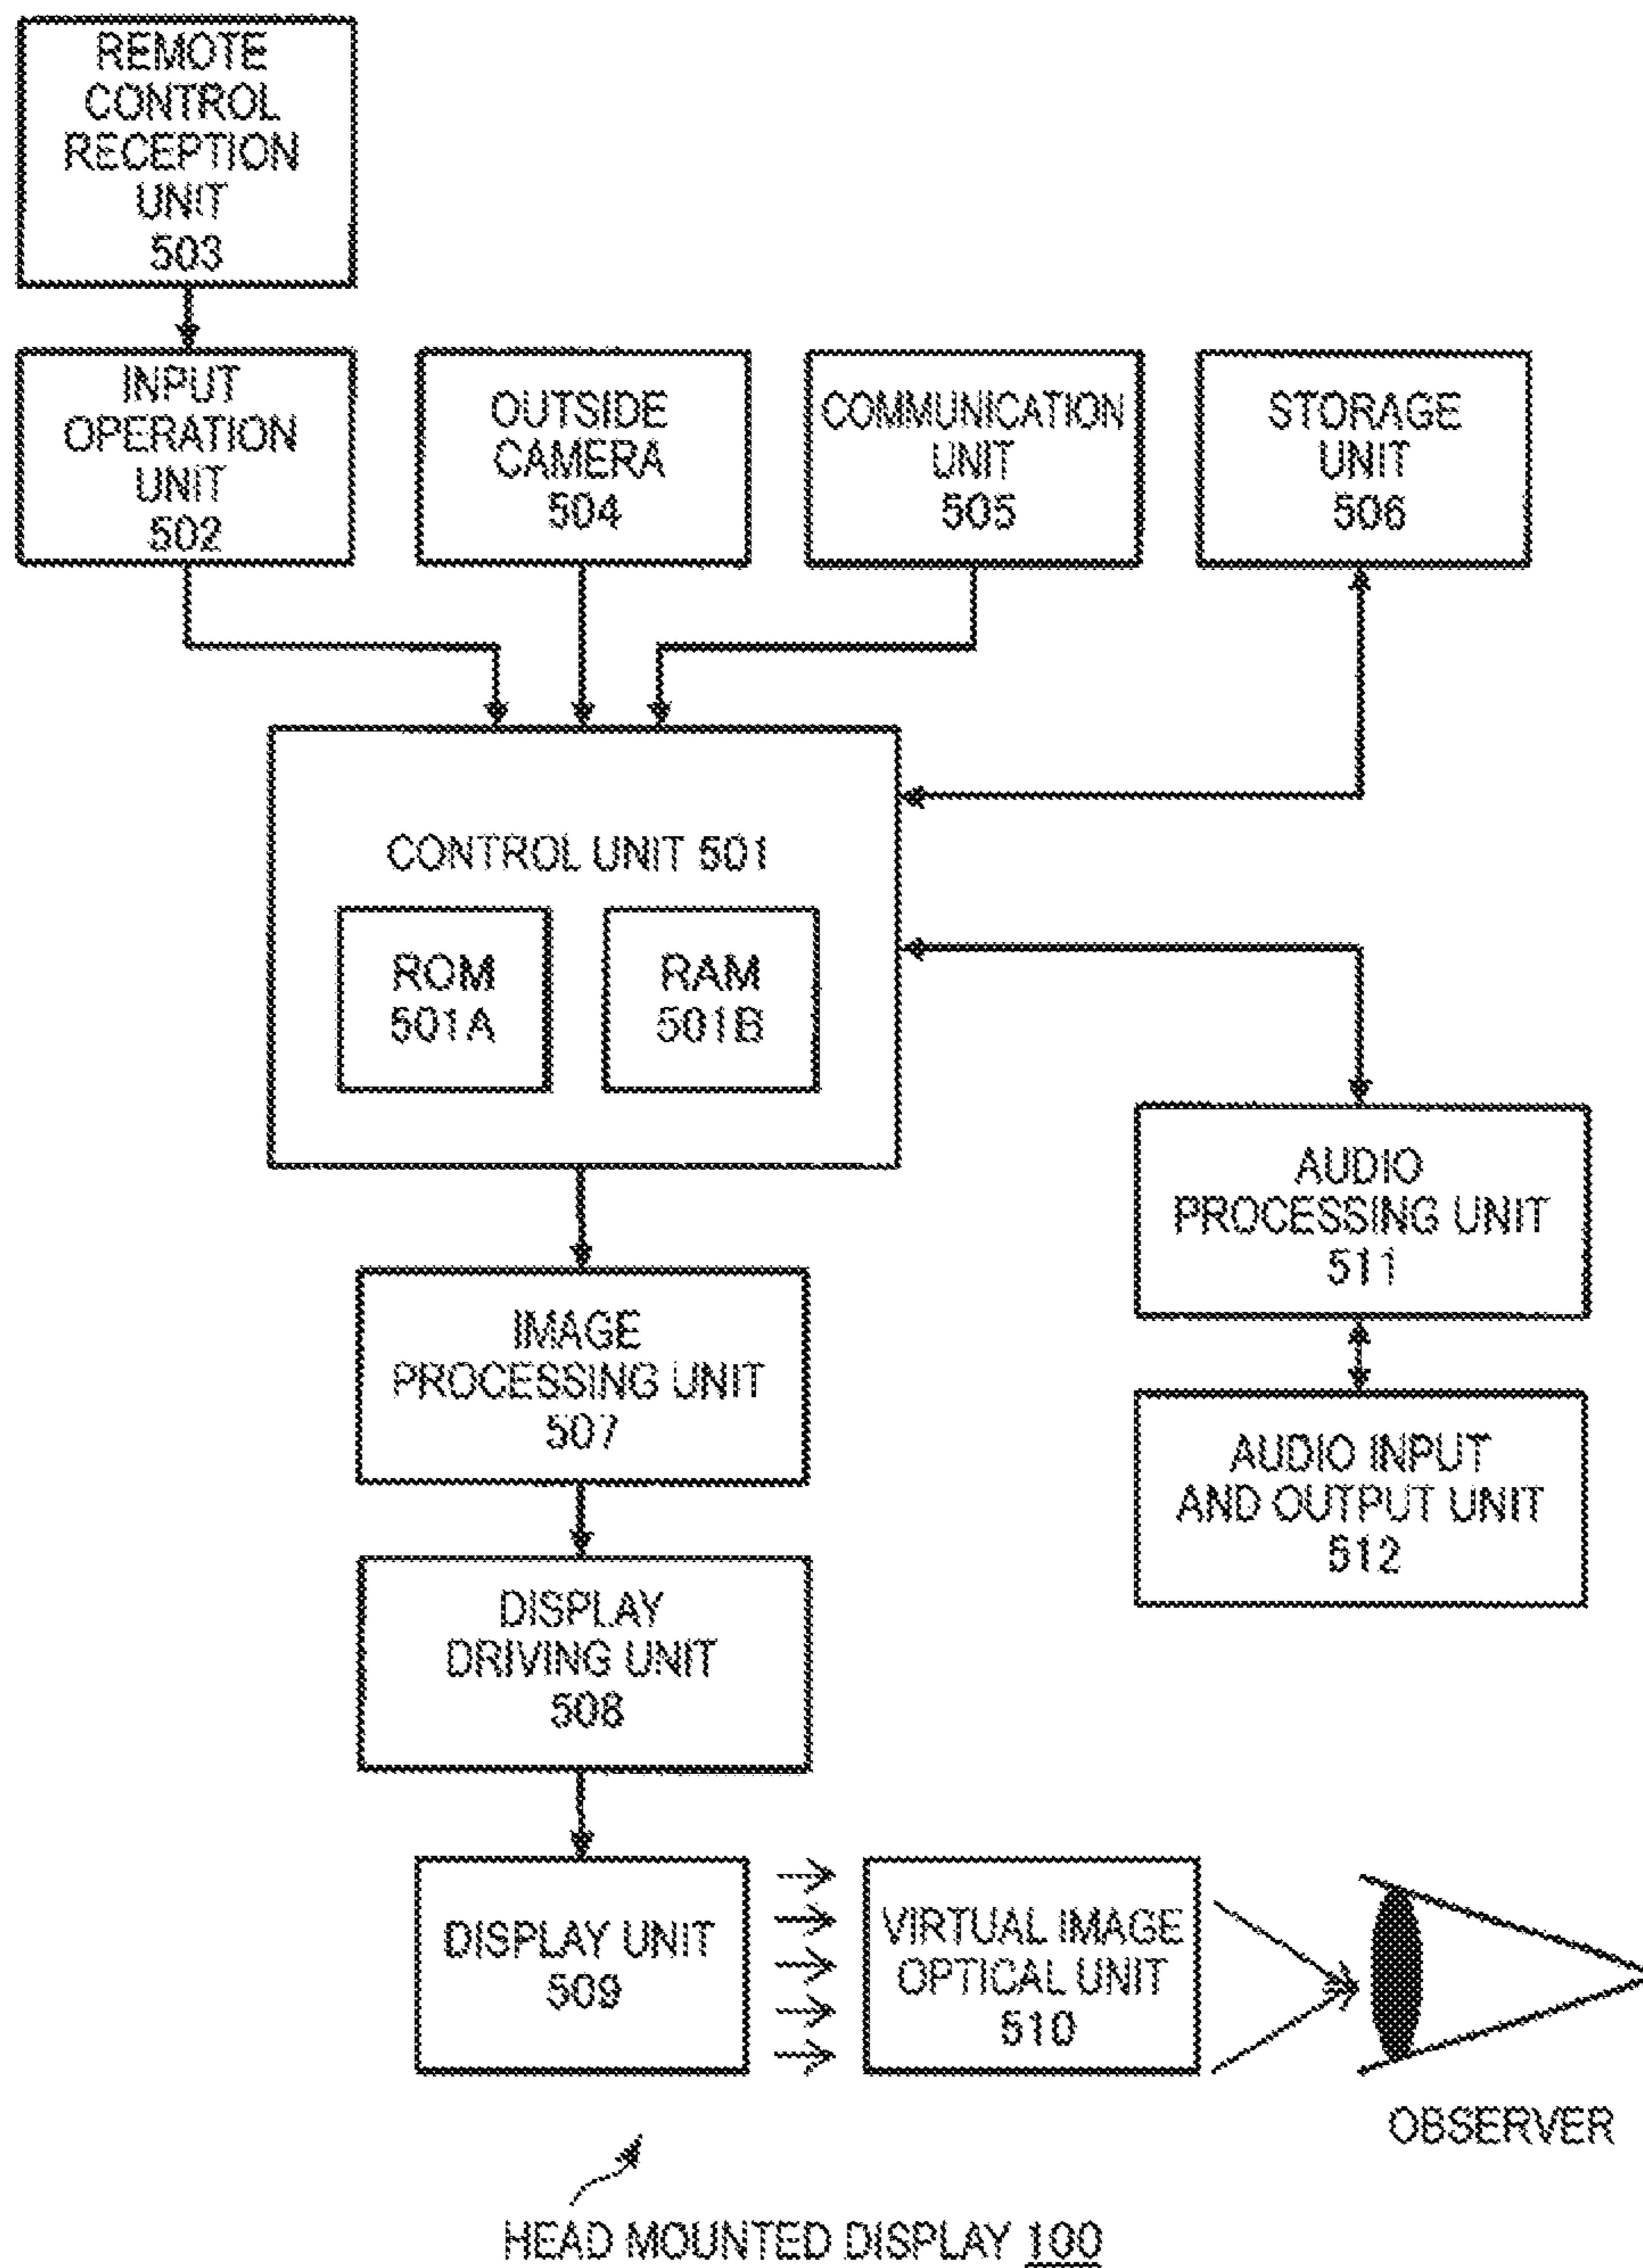 REMOTE
CONTROL
RECEPTION
UNIT
503
INPUT
OPERATION
UNIT
502
OUTSIDE
CAMERA
504
COMMUNICATION
UNIT
505
STORAGE
UNIT
506
CONTROL UNIT 501
ROM
501A
RAM
501B
AUDIO
PROCESSING UNIT
511
IMAGE
PROCESSING UNIT
507
AUDIO INPUT
AND OUTPUT UNIT
512
DISPLAY
DRIVING UNIT
508
DISPLAY UNIT
509
VIRTUAL IMAGE
OPTICAL UNIT
510
OBSERVER
HEAD MOUNTED DISPLAY 100